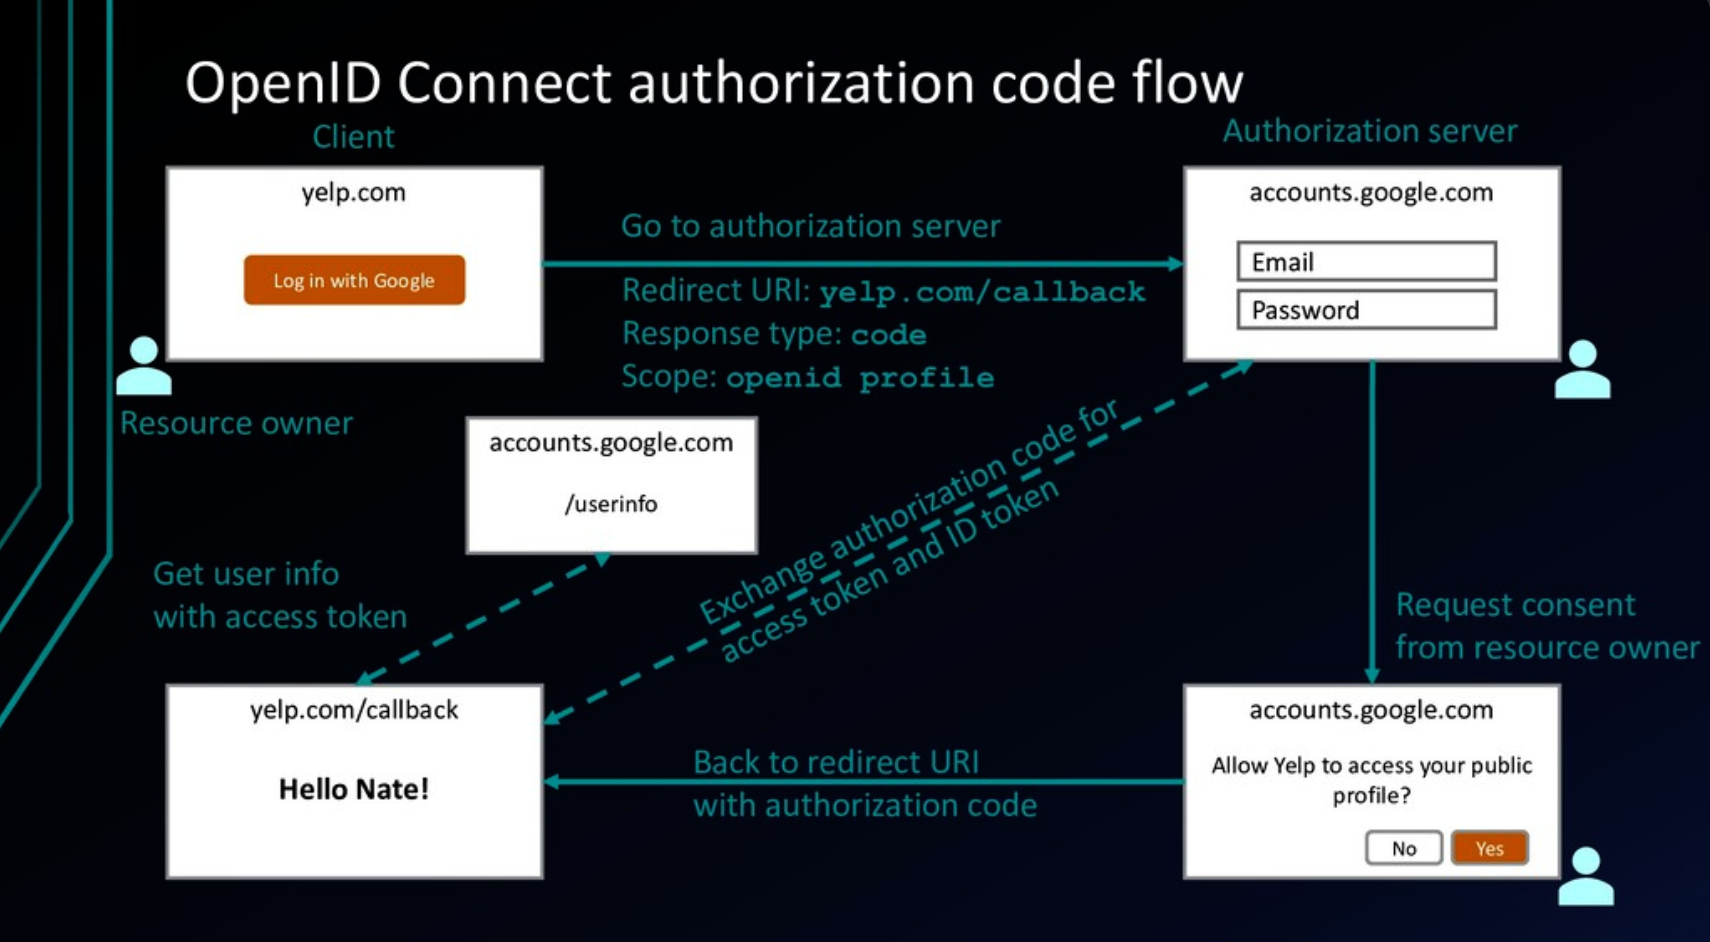 OpenID Connect authorization code flow
Client
Authorization server
yelp.com
Log in with Google
Resource owner
Go to authorization server
Redirect URI: yelp.com/callback
Response type: code
Scope: openid profile
accounts.google.com
Email
Password
accounts.google.com
/userinfo
Exchange authorization code for
access token and ID token
Get user info
with access token
Request consent
from resource owner
yelp.com/callback
Hello Nate!
Back to redirect URI
with authorization code
accounts.google.com
Allow Yelp to access your public
profile?
No
Yes